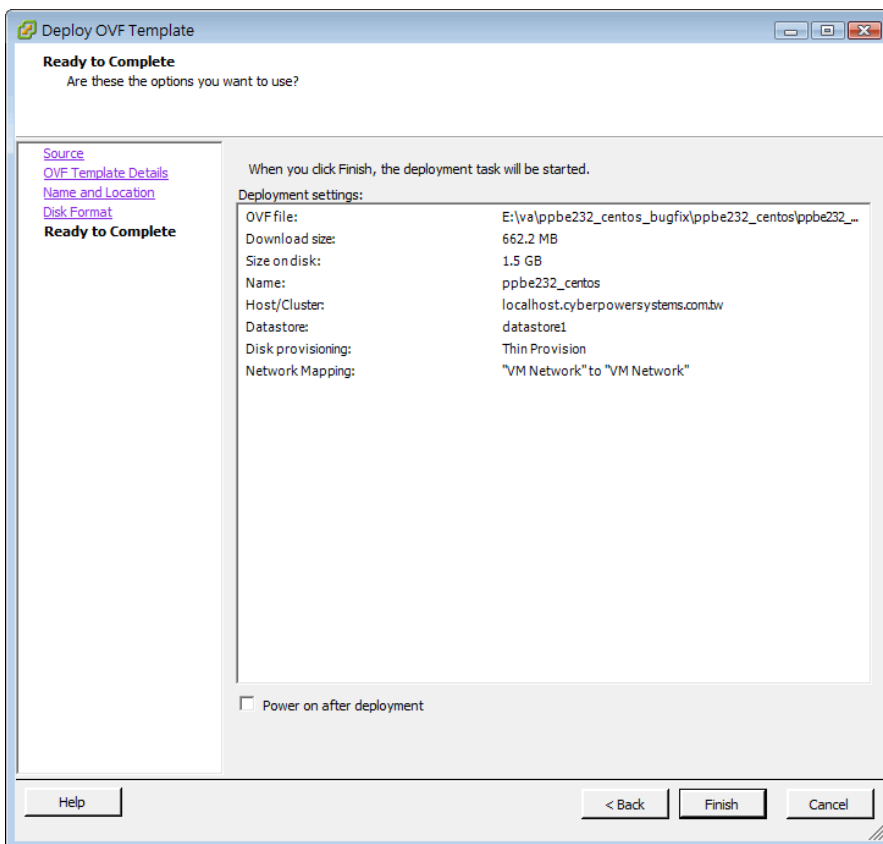 Deploy OVF Template
Ready to Complete
Are these the options you want to use?
Source
OVF Template Details
Name and Location
Disk Format
Ready to Complete
When you click Finish, the deployment task will be started.
Deployment settings:
OVF file: E:\va\ppbe232_centos_bugfix\ppbe232_centos\ppbe232_...
Download size: 662.2 MB
Size on disk: 1.5 GB
Name: ppbe232_centos
Host/Cluster: localhost.cyberpowersystems.com.tw
Datastore: datastore1
Disk provisioning: Thin Provision
Network Mapping: "VM Network" to "VM Network"
Power on after deployment
Help < Back Finish Cancel